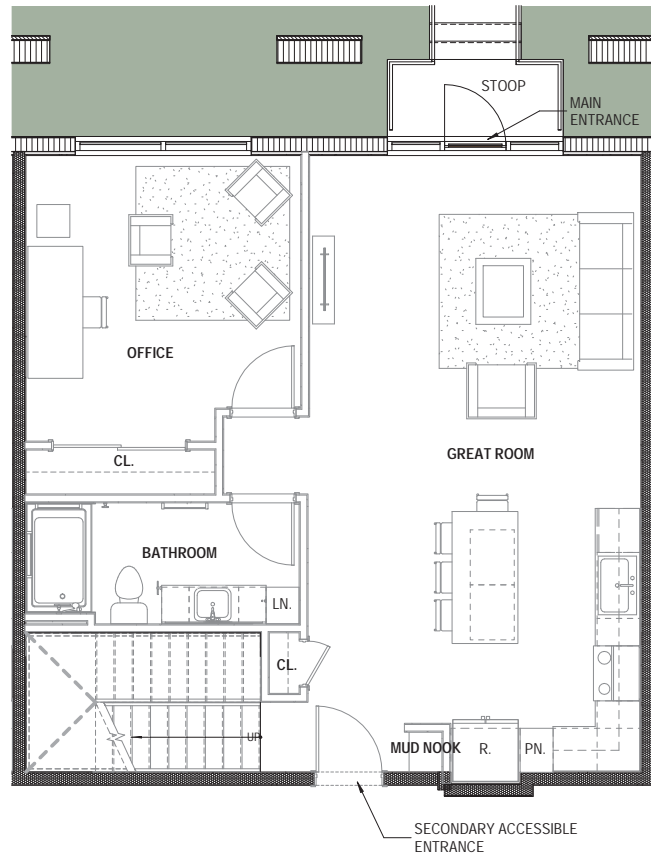 STOOP
MAIN
ENTRANCE
OFFICE
CL.
GREAT ROOM
BATHROOM
LN.
CL.
UP
MUD NOOK
R.
PN.
SECONDARY ACCESSIBLE
ENTRANCE